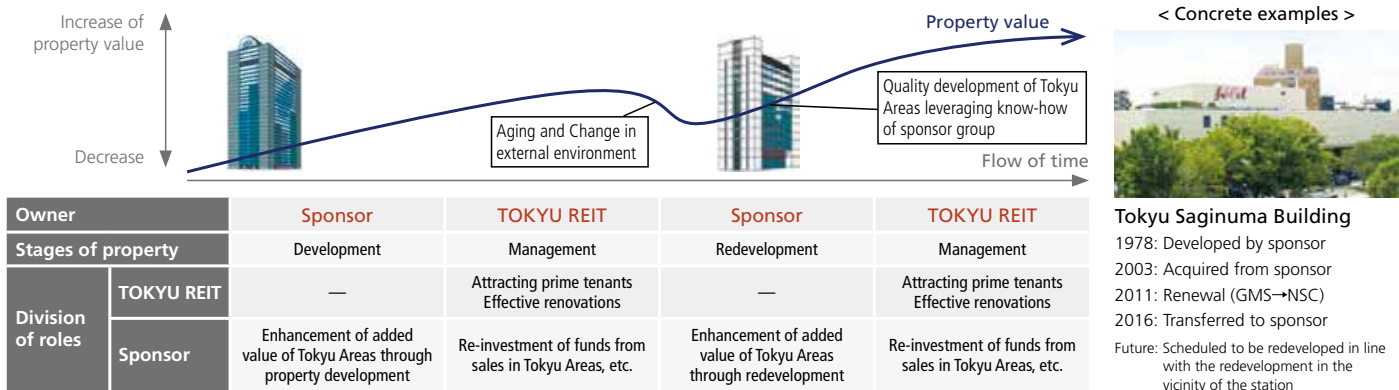 Increase of
property value
Decrease
Property value
Aging and Change in
external environment
Quality development of Tokyu
Areas leveraging know-how
of sponsor group
Flow of time
Owner
Sponsor
TOKYU REIT
Sponsor
TOKYU REIT
Stages of property
Development
Management
Redevelopment
Management
Division
of roles
TOKYU REIT
—
Attracting prime tenants
Effective renovations
—
Attracting prime tenants
Effective renovations
Sponsor
Enhancement of added
value of Tokyu Areas through
property development
Re-investment of funds from
sales in Tokyu Areas, etc.
Enhancement of added
value of Tokyu Areas
through redevelopment
Re-investment of funds from
sales in Tokyu Areas, etc.
< Concrete examples >
Tokyu Saginuma Building
1978: Developed by sponsor
2003: Acquired from sponsor
2011: Renewal (GMS→NSC)
2016: Transferred to sponsor
Future: Scheduled to be redeveloped in line
with the redevelopment in the
vicinity of the station